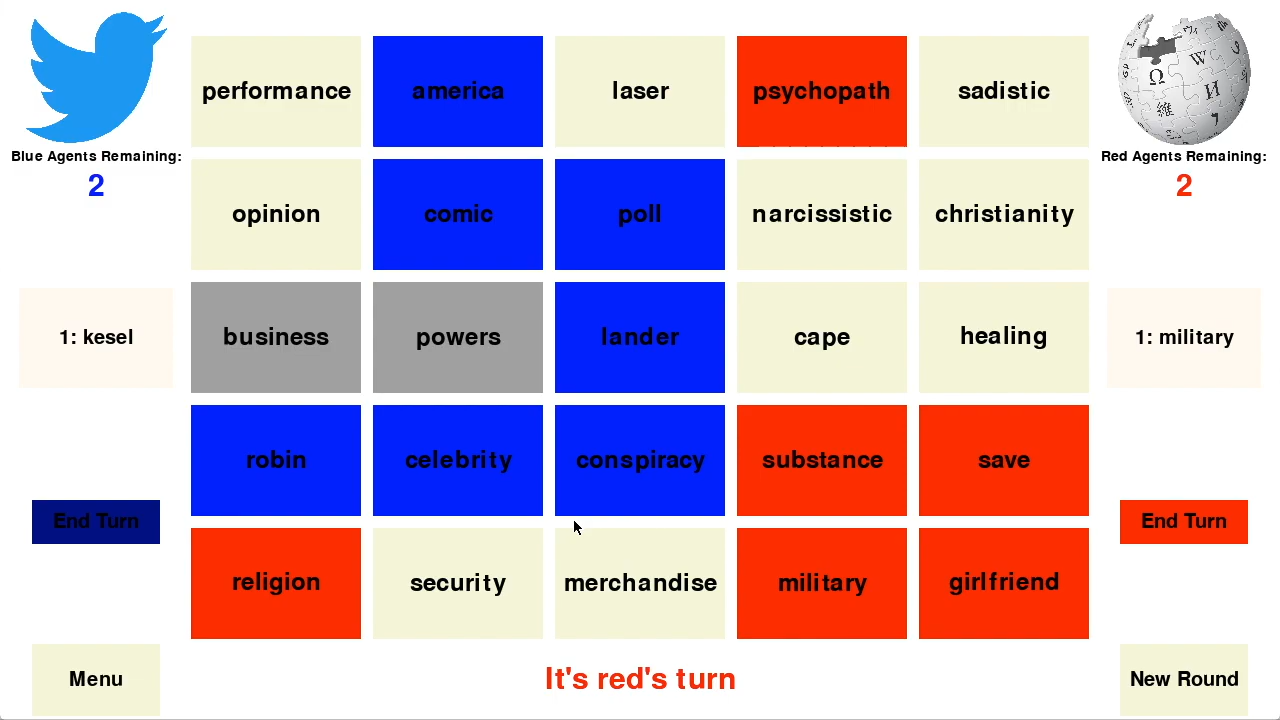 performance america laser psychopath sadistic
Blue Agents Remaining:
2
Red Agents Remaining:
2
opinion comic poll narcissistic christianity
1: kesel
business powers lander cape healing
1: military
robin celebrity conspiracy substance save
End Turn
End Turn
religion security merchandise military girlfriend
Menu
It's red's turn
New Round